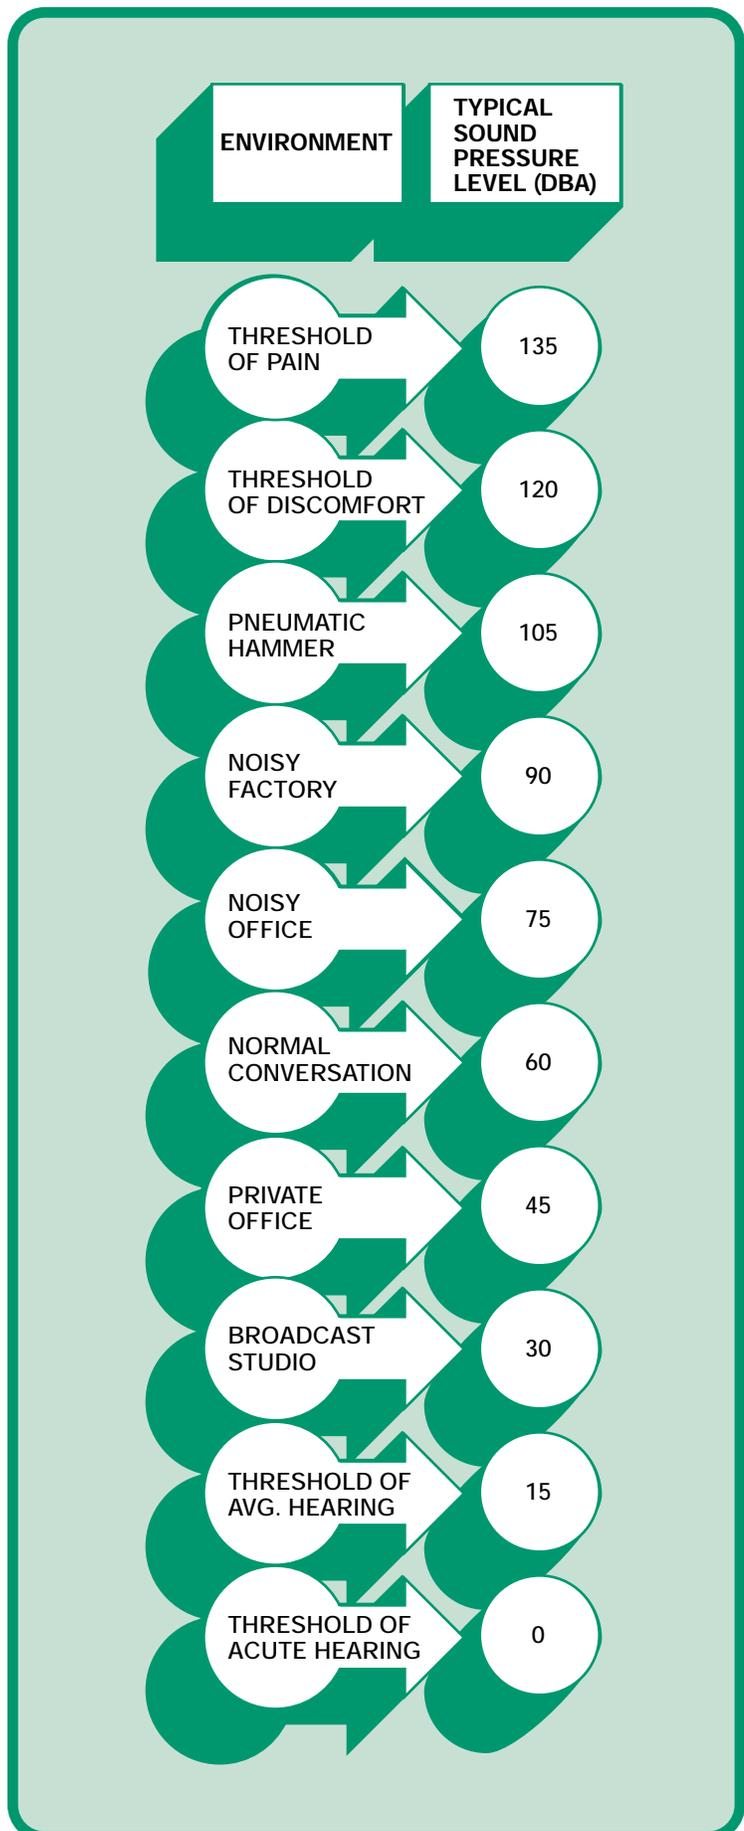 ENVIRONMENT
TYPICAL
SOUND
PRESSURE
LEVEL (DBA)
THRESHOLD
OF PAIN
135
THRESHOLD
OF DISCOMFORT
120
PNEUMATIC
HAMMER
105
NOISY
FACTORY
90
NOISY
OFFICE
75
NORMAL
CONVERSATION
60
PRIVATE
OFFICE
45
BROADCAST
STUDIO
30
THRESHOLD OF
AVG. HEARING
15
THRESHOLD OF
ACUTE HEARING
0